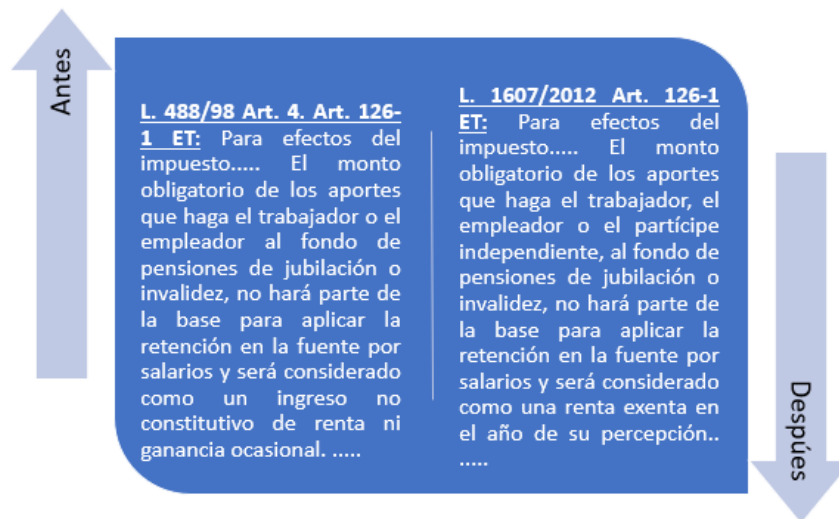 Antes
L. 488/98 Art. 4. Art. 126-
1 ET: Para efectos del
impuesto..... El monto
obligatorio de los aportes
que haga el trabajador o el
empleador al fondo de
pensiones de jubilación o
invalidez, no hará parte de
la base para aplicar la
retención en la fuente por
salarios y será considerado
como un ingreso no
constitutivo de renta ni
ganancia ocasional. .....
L. 1607/2012 Art. 126-1
ET: Para efectos del
impuesto..... El monto
obligatorio de los aportes
que haga el trabajador, el
empleador o el partícipe
independiente, al fondo de
pensiones de jubilación o
invalidez, no hará parte de
la base para aplicar la
retención en la fuente por
salarios y será considerado
como una renta exenta en
el año de su percepción..
.....
Despúes